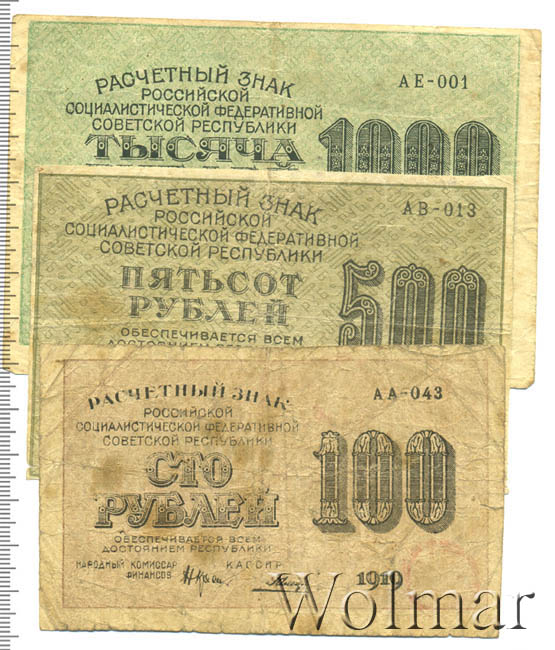 РАСЧЕТНЫЙ ЗНАК
РОССИЙСКОЙ
СОЦИАЛИСТИЧЕСКОЙ ФЕДЕРАТИВНОЙ
СОВЕТСКОЙ РЕСПУБЛИКИ
ТЫСЯЧА
АЕ-001
1000
РАСЧЕТНЫЙ ЗНАК
РОССИЙСКОЙ
СОЦИАЛИСТИЧЕСКОЙ ФЕДЕРАТИВНОЙ
СОВЕТСКОЙ РЕСПУБЛИКИ
ПЯТЬСОТ
РУБЛЕЙ
ОБЕСПЕЧИВАЕТСЯ ВСЕМ
ДОСТОЯНИЕМ
АВ-013
500
РАСЧЕТНЫЙ ЗНАК
РОССИЙСКОЙ
СОЦИАЛИСТИЧЕСКОЙ ФЕДЕРАТИВНОЙ
СОВЕТСКОЙ РЕСПУБЛИКИ
СТО
РУБЛЕЙ
ОБЕСПЕЧИВАЕТСЯ ВСЕМ
ДОСТОЯНИЕМ РЕСПУБЛИКИ
НАРОДНЫЙ КОМИССАР
ФИНАНСОВ
КАССИР
АА-043
100
1919
Wolmar